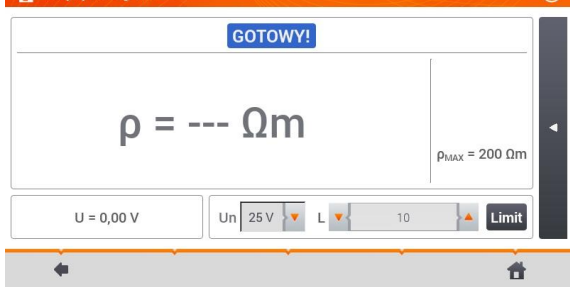 GOTOWY!
ρ = --- Ωm
ρMAX = 200 Ωm
U = 0,00 V
Un 25 V L 10 Limit